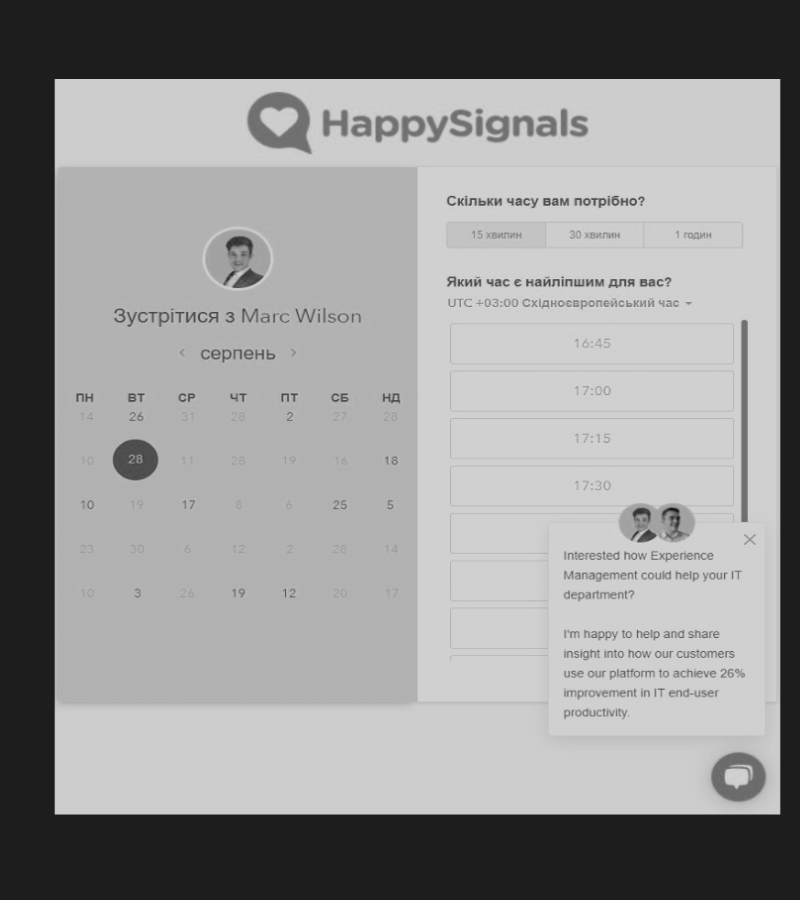 HappySignals
Зустрітися з Marc Wilson
‹ серпень ›
ПН ВТ СР ЧТ ПТ СБ НД
14 26 31 28 2 27 28
10 28 11 28 19 16 18
10 19 17 8 6 25 5
23 30 6 12 2 28 14
10 3 26 19 12 20 17
Скільки часу вам потрібно?
15 хвилин 30 хвилин 1 годин
Який час є найліпшим для вас?
UTC +03:00 Східноєвропейський час
16:45
17:00
17:15
17:30
Interested how Experience
Management could help your IT
department?
I'm happy to help and share
insight into how our customers
use our platform to achieve 26%
improvement in IT end-user
productivity.